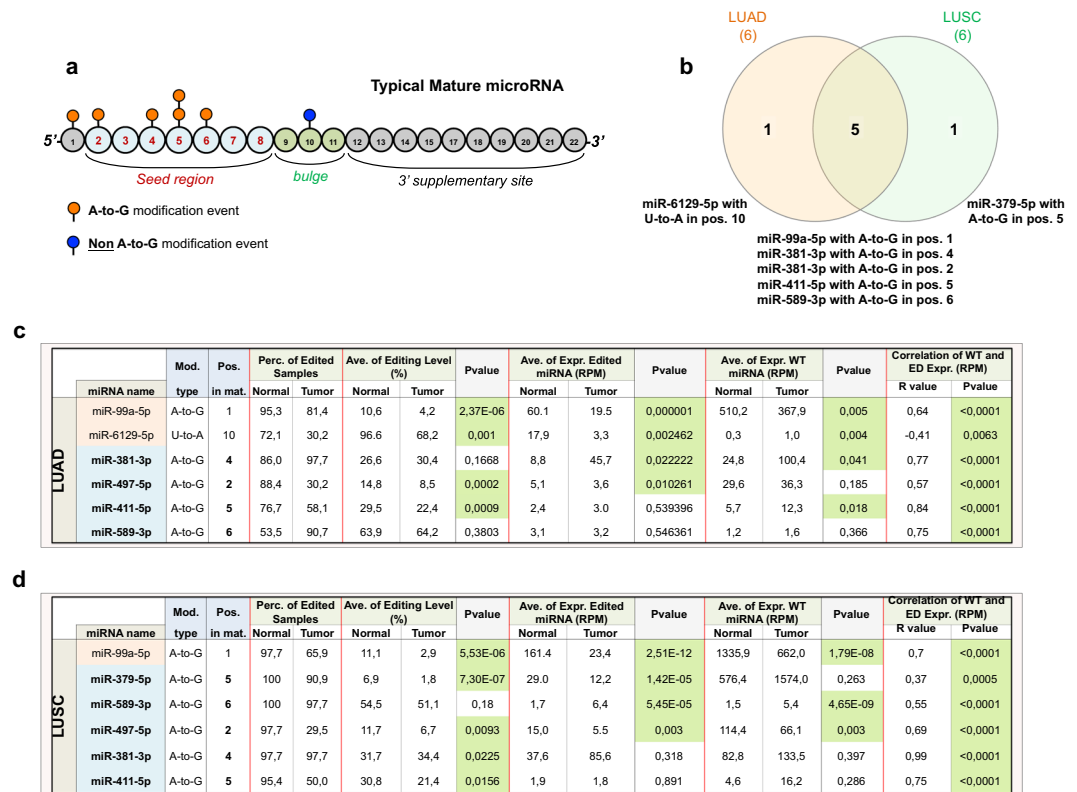 a
Typical Mature microRNA
5'- 1 2 3 4 5 6 7 8 9 10 11 12 13 14 15 17 18 19 20 21 22 -3'
Seed region
bulge
3' supplementary site
A-to-G modification event
Non A-to-G modification event
b
LUAD
(6)
LUSC
(6)
1 5 1
miR-6129-5p with
U-to-A in pos. 10
miR-379-5p with
A-to-G in pos. 5
miR-99a-5p with A-to-G in pos. 1
miR-381-3p with A-to-G in pos. 4
miR-381-3p with A-to-G in pos. 2
miR-411-5p with A-to-G in pos. 5
miR-589-3p with A-to-G in pos. 6
c
LUAD
miRNA name Mod. type Pos. in mat. Perc. of Edited Samples Ave. of Editing Level (%) Pvalue Ave. of Expr. Edited miRNA (RPM) Pvalue Ave. of Expr. WT miRNA (RPM) Pvalue Correlation of WT and ED Expr. (RPM)
Normal Tumor Normal Tumor Normal Tumor Normal Tumor R value Pvalue
miR-99a-5p A-to-G 1 95,3 81,4 10,6 4,2 2,37E-06 60.1 19.5 0,000001 510,2 367,9 0,005 0,64 <0,0001
miR-6129-5p U-to-A 10 72,1 30,2 96.6 68,2 0,001 17,9 3,3 0,002462 0,3 1,0 0,004 -0,41 0,0063
miR-381-3p A-to-G 4 86,0 97,7 26,6 30,4 0,1668 8,8 45,7 0,022222 24,8 100,4 0,041 0,77 <0,0001
miR-497-5p A-to-G 2 88,4 30,2 14,8 8,5 0,0002 5,1 3,6 0,010261 29,6 36,3 0,185 0,57 <0,0001
miR-411-5p A-to-G 5 76,7 58,1 29,5 22,4 0,0009 2,4 3.0 0,539396 5,7 12,3 0,018 0,84 <0,0001
miR-589-3p A-to-G 6 53,5 90,7 63,9 64,2 0,3803 3,1 3,2 0,546361 1,2 1,6 0,366 0,75 <0,0001
d
LUSC
miRNA name Mod. type Pos. in mat. Perc. of Edited Samples Ave. of Editing Level (%) Pvalue Ave. of Expr. Edited miRNA (RPM) Pvalue Ave. of Expr. WT miRNA (RPM) Pvalue Correlation of WT and ED Expr. (RPM)
Normal Tumor Normal Tumor Normal Tumor Normal Tumor R value Pvalue
miR-99a-5p A-to-G 1 97,7 65,9 11,1 2,9 5,53E-06 161.4 23,4 2,51E-12 1335,9 662,0 1,79E-08 0,7 <0,0001
miR-379-5p A-to-G 5 100 90,9 6,9 1,8 7,30E-07 29.0 12,2 1,42E-05 576,4 1574,0 0,263 0,37 0,0005
miR-589-3p A-to-G 6 100 97,7 54,5 51,1 0,18 1,7 6,4 5,45E-05 1,5 5,4 4,65E-09 0,55 <0,0001
miR-497-5p A-to-G 2 97,7 29,5 11,7 6,7 0,0093 15,0 5.5 0,003 114,4 66,1 0,003 0,69 <0,0001
miR-381-3p A-to-G 4 97,7 97,7 31,7 34,4 0,0225 37,6 85,6 0,318 82,8 133,5 0,397 0,99 <0,0001
miR-411-5p A-to-G 5 95,4 50,0 30,8 21,4 0,0156 1,9 1,8 0,891 4,6 16,2 0,286 0,75 <0,0001